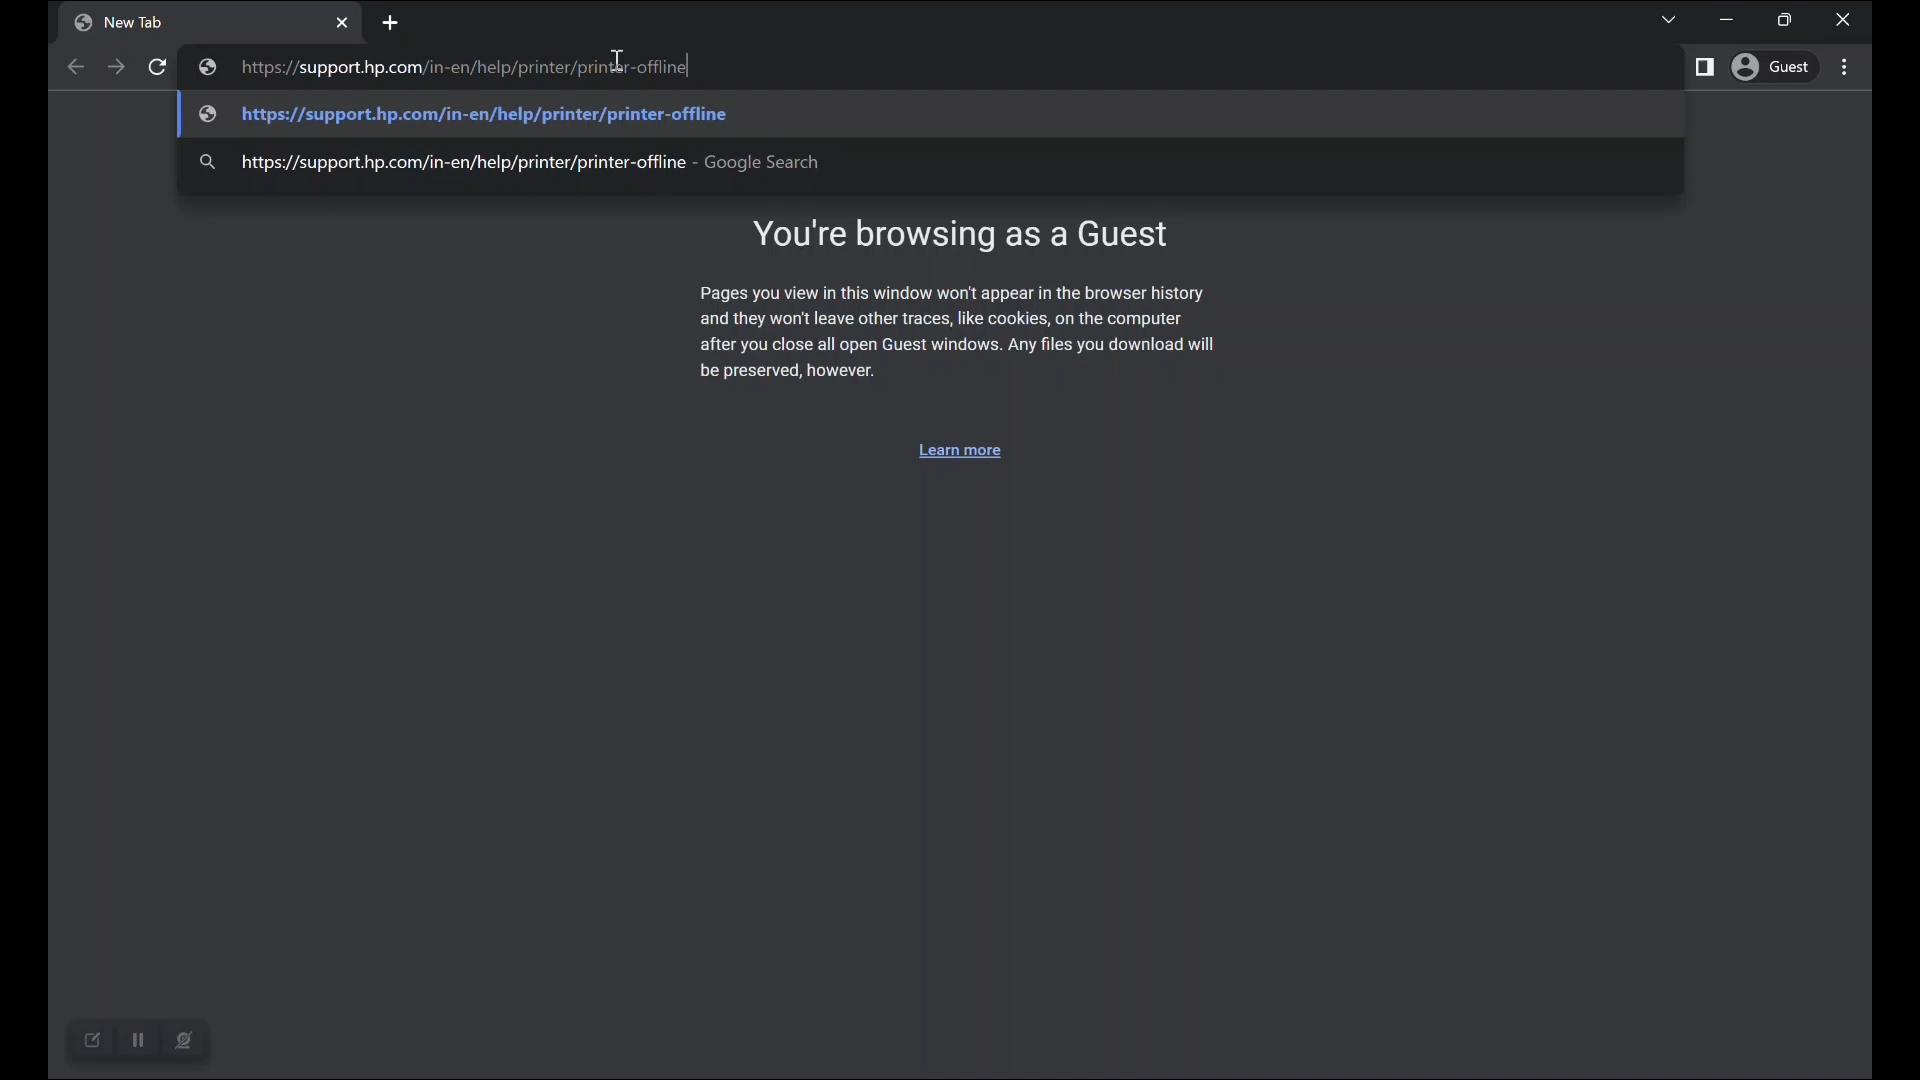 New Tab
https://support.hp.com/in-en/help/printer/printer-offline
Guest
https://support.hp.com/in-en/help/printer/printer-offline
https://support.hp.com/in-en/help/printer/printer-offline - Google Search
You're browsing as a Guest
Pages you view in this window won't appear in the browser history
and they won't leave other traces, like cookies, on the computer
after you close all open Guest windows. Any files you download will
be preserved, however.
Learn more